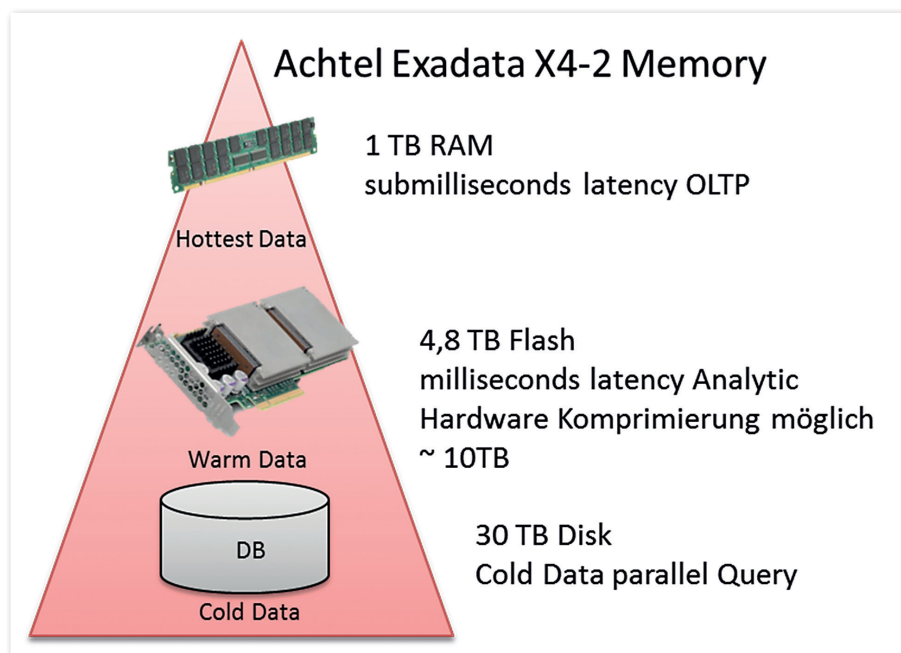 Achtel Exadata X4-2 Memory
1 TB RAM
submilliseconds latency OLTP
Hottest Data
4,8 TB Flash
milliseconds latency Analytic
Hardware Komprimierung möglich
~ 10TB
Warm Data
DB
30 TB Disk
Cold Data parallel Query
Cold Data